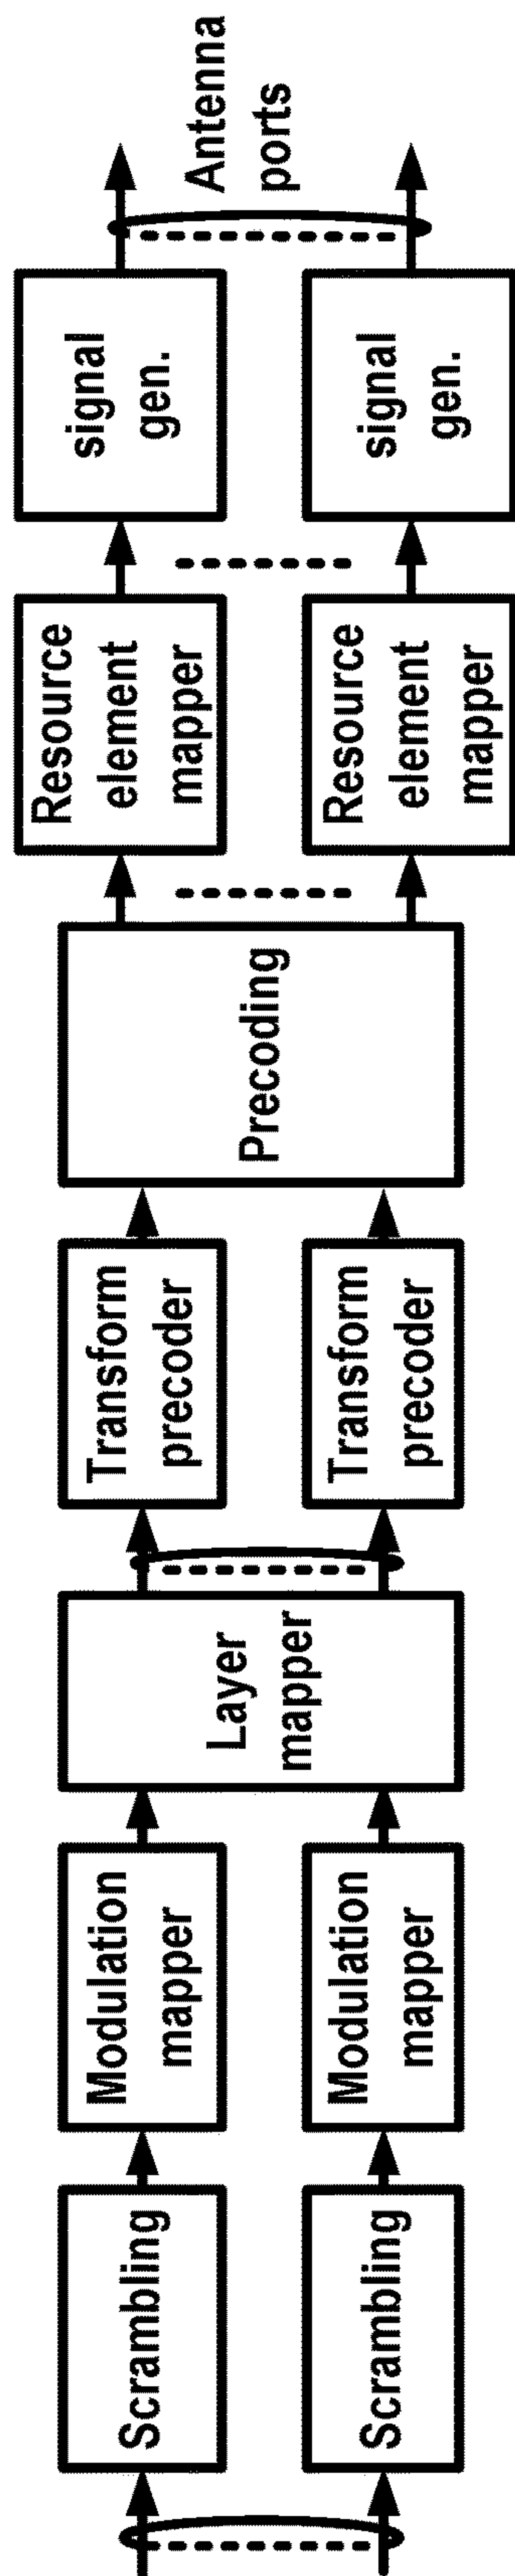 Scrambling
Scrambling
Modulation
mapper
Modulation
mapper
Layer
mapper
Transform
precoder
Transform
precoder
Precoding
Resource
element
mapper
Resource
element
mapper
signal
gen.
signal
gen.
Antenna
ports